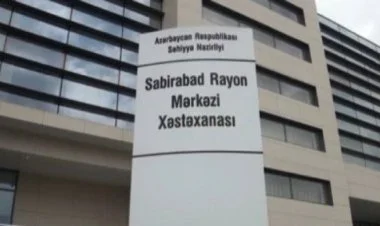 Azərbaycan Respublikası
Səhiyyə Nazirliyi
Sabirabad Rayon
Mərkəzi
Xəstəxanası